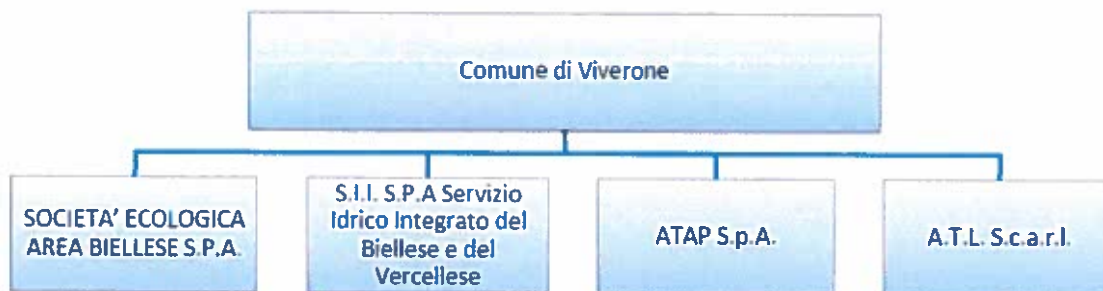 Comune di Viverone
SOCIETA' ECOLOGICA
AREA BIELLESE S.P.A.
S.I.I. S.P.A Servizio
Idrico Integrato del
Biellese e del
Vercellese
ATAP S.p.A.
A.T.L. S.c.a.r.l.